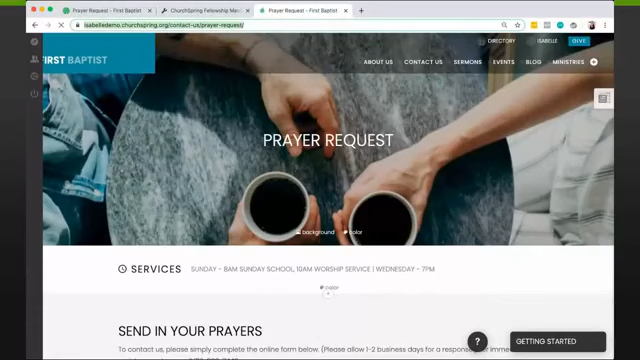 Prayer Request - First Baptist
ChurchSpring Fellowship Mem
Prayer Request - First Baptist
isabelledemo.churchspring.org/contact-us/prayer-request/
DIRECTORY
ISABELLE
GIVE
FIRST BAPTIST
ABOUT US
CONTACT US
SERMONS
EVENTS
BLOG
MINISTRIES
PRAYER REQUEST
background
color
SERVICES
SUNDAY - 8AM SUNDAY SCHOOL, 10AM WORSHIP SERVICE | WEDNESDAY - 7PM
color
SEND IN YOUR PRAYERS
?
GETTING STARTED
To contact us, please simply complete the online form below. (Please allow 1-2 business days for a response